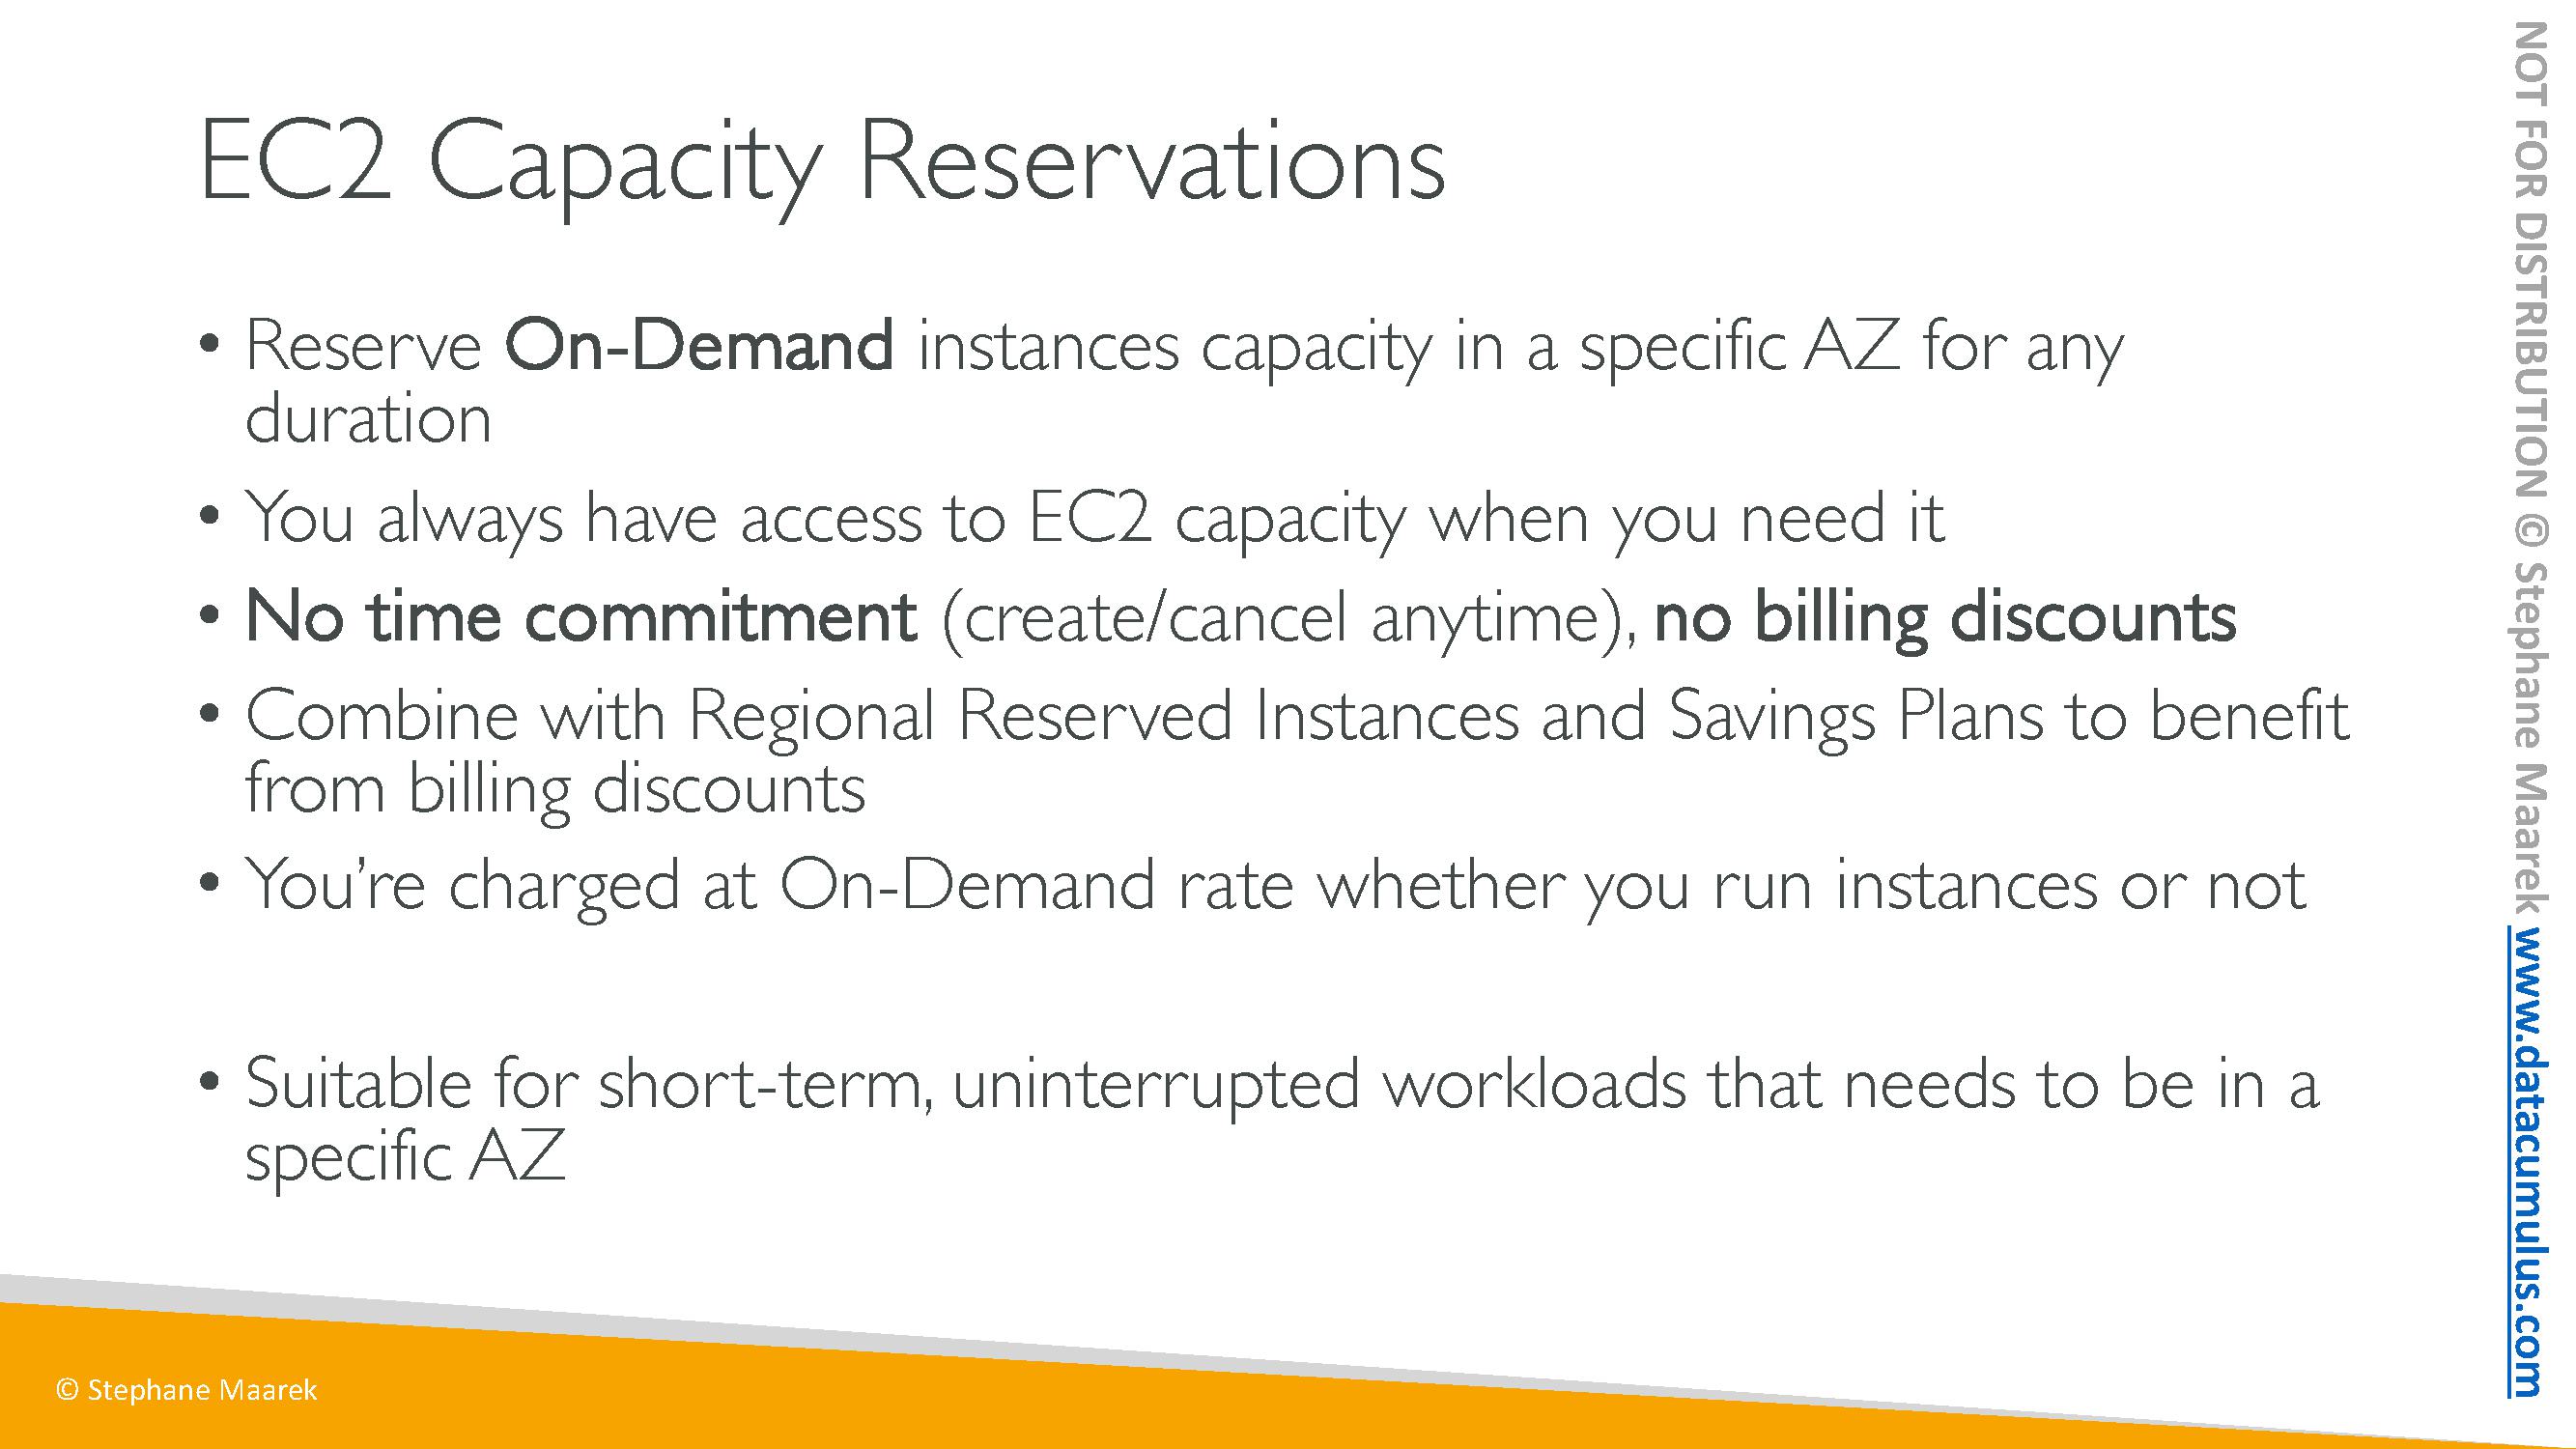 EC2 Capacity Reservations
• Reserve On-Demand instances capacity in a specific AZ for any
duration
• You always have access to EC2 capacity when you need it
• No time commitment (create/cancel anytime), no billing discounts
• Combine with Regional Reserved Instances and Savings Plans to benefit
from billing discounts
• You’re charged at On-Demand rate whether you run instances or not
• Suitable for short-term, uninterrupted workloads that needs to be in a
specific AZ
© Stephane Maarek
NOT FOR DISTRIBUTION © Stephane Maarek www.datacumulus.com